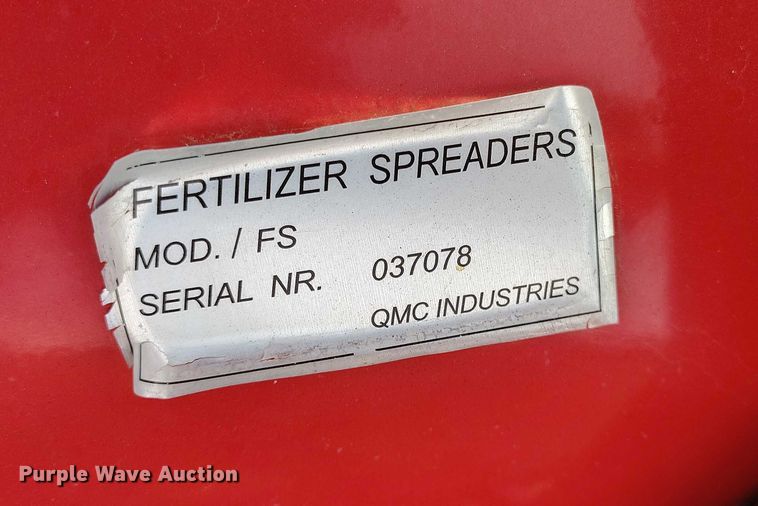 FERTILIZER SPREADERS
MOD. / FS
SERIAL NR. 037078
QMC INDUSTRIES
Purple Wave Auction